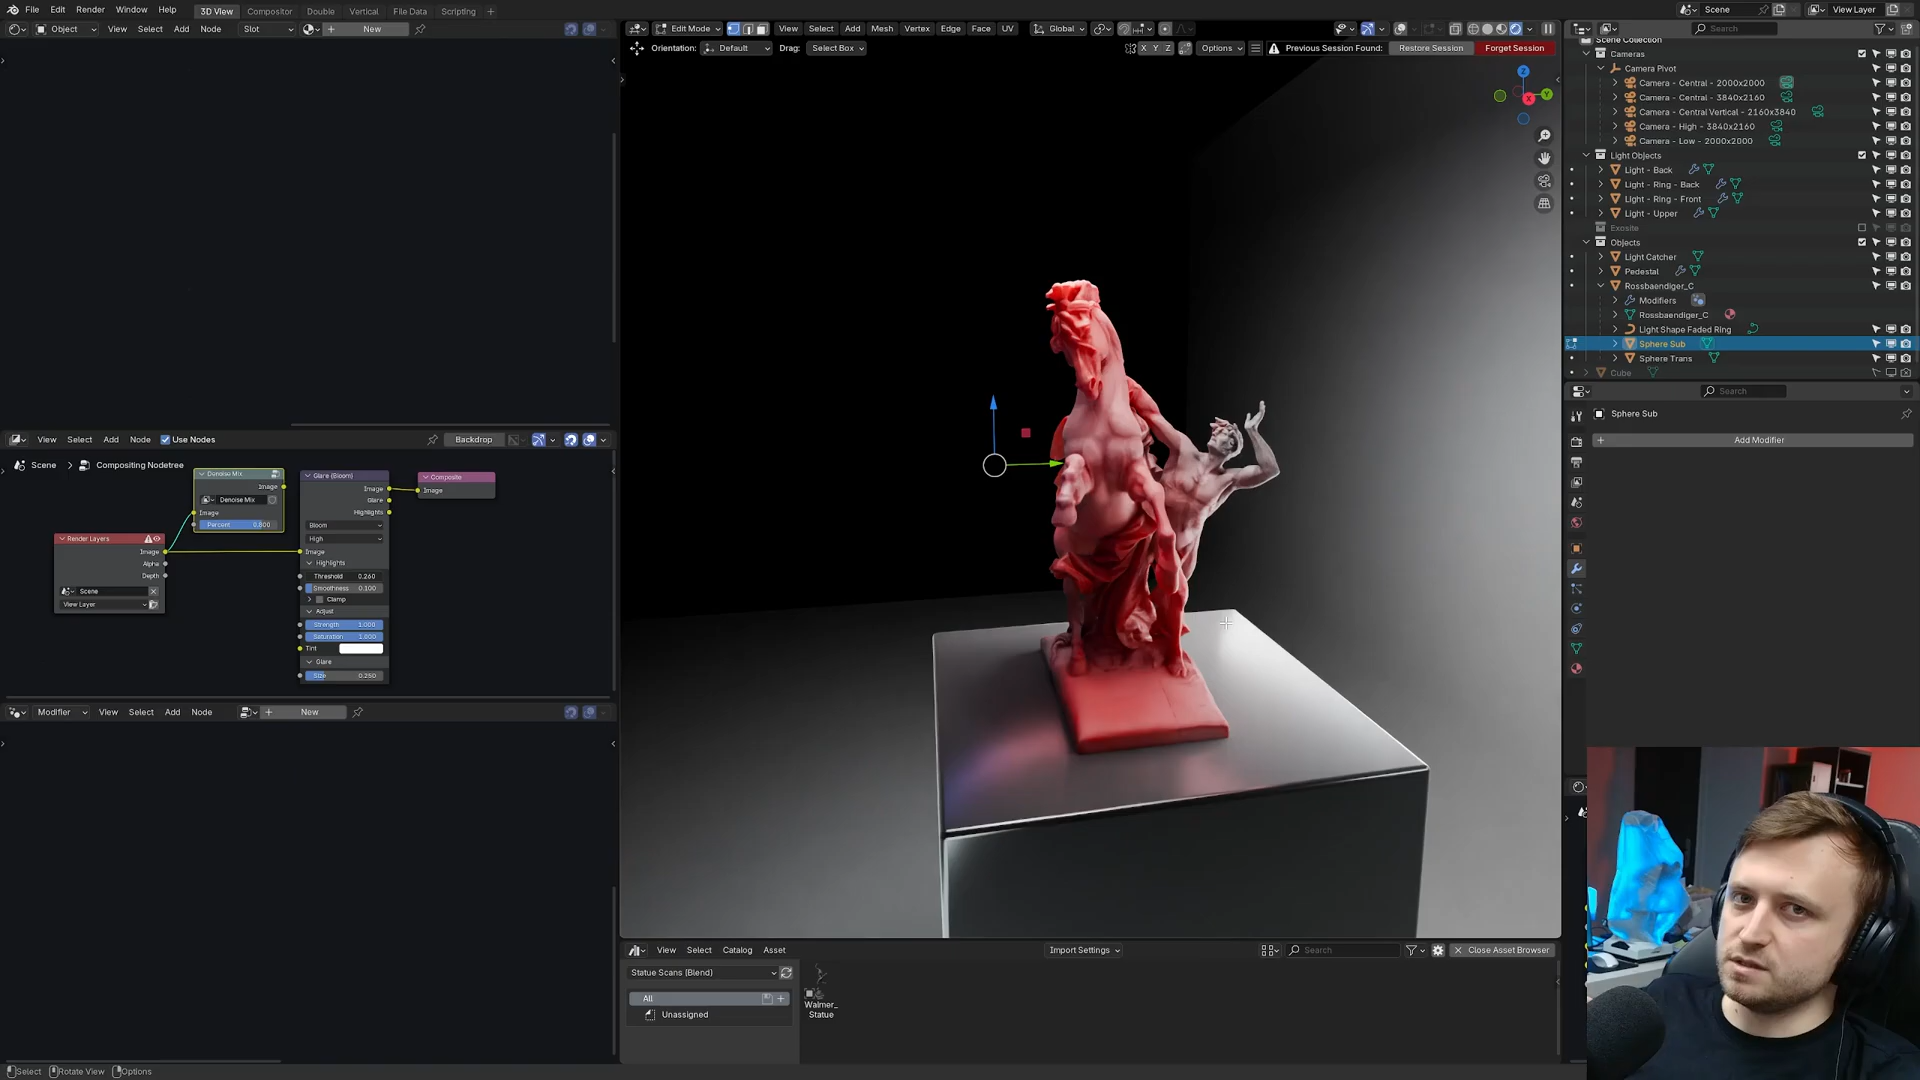 File Edit Render Window Help 3D View Compositor Double Vertical File Data Scripting +
Scene View Layer
Object View Select Add Node Slot New
Edit Mode View Select Add Mesh Vertex Edge Face UV Global
Orientation: Default Drag: Select Box
X Y Z Options Previous Session Found: Restore Session Forget Session
Search
Scene Collection
Cameras
Camera Pivot
Camera - Central - 2000x2000
Camera - Central - 3840x2160
Camera - Central Vertical - 2160x3840
Camera - High - 3840x2160
Camera - Low - 2000x2000
Light Objects
Light - Back
Light - Ring - Back
Light - Ring - Front
Light - Upper
Exosite
Objects
Light Catcher
Pedestal
Rossbaendiger_C
Modifiers
Rossbaendiger_C
Light Shape Faded Ring
Sphere Sub
Sphere Trans
Cube
Search
Sphere Sub
Add Modifier
Z
Y
X
View Select Add Node Use Nodes Backdrop
Scene > Compositing Nodetree
Denoise Mix
Image
Denoise Mix
Image
Percent 0.800
Render Layers
Image
Alpha
Depth
Scene
View Layer
Glare (Bloom)
Image
Glare
Highlights
Bloom
High
Image
Highlights
Threshold 0.260
Smoothness 0.100
Clamp
Adjust
Strength 1.000
Saturation 1.000
Tint
Glare
Size 0.250
Composite
Image
Modifier View Select Add Node New
View Select Catalog Asset Import Settings Search Close Asset Browser
Statue Scans (Blend)
All
Unassigned
Walmer_
Statue
Select Rotate View Options